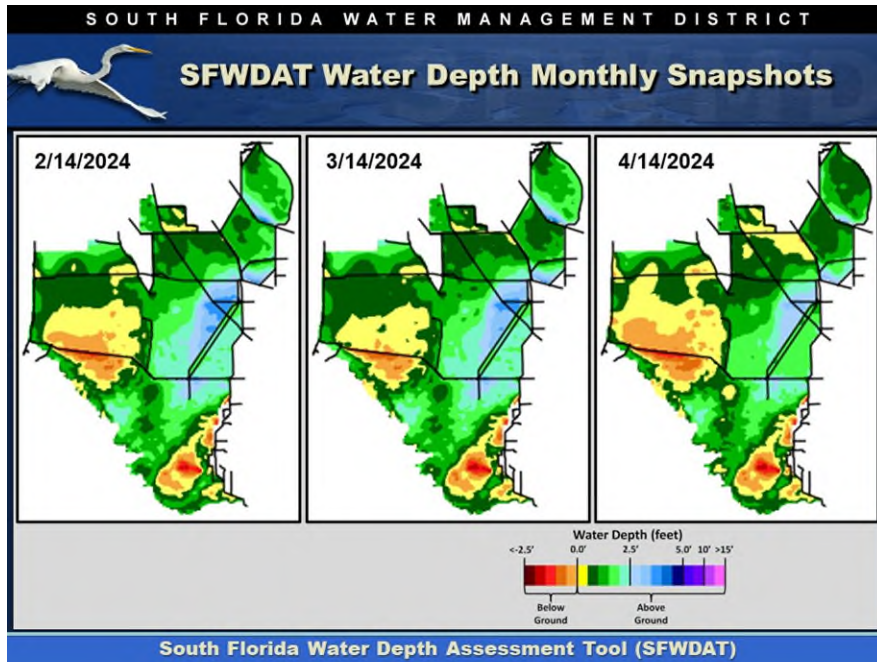 SOUTH FLORIDA WATER MANAGEMENT DISTRICT
SFWDAT Water Depth Monthly Snapshots
2/14/2024
3/14/2024
4/14/2024
Water Depth (feet)
<-2.5' 0.0' 2.5' 5.0' 10' >15'
Below Above
Ground Ground
South Florida Water Depth Assessment Tool (SFWDAT)